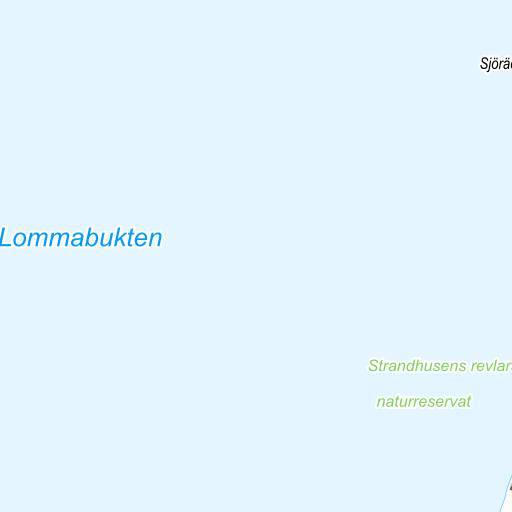 Lommabukten
Strandhusens revlar
naturreservat